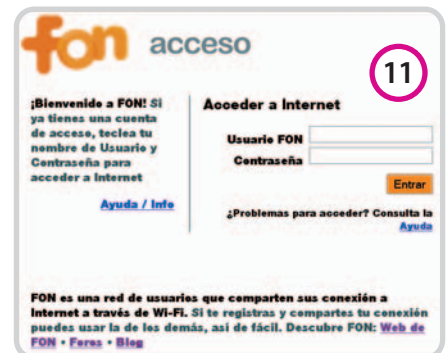 fon acceso
11
¡Bienvenido a FON! Si
ya tienes una cuenta
de acceso, teclea tu
nombre de Usuario y
Contraseña para
acceder a Internet
Ayuda / Info
Acceder a Internet
Usuario FON
Contraseña
Entrar
¿Problemas para acceder? Consulta la
Ayuda
FON es una red de usuarios que comparten sus conexión a
Internet a través de Wi-Fi. Si te registras y compartes tu conexión
puedes usar la de los demás, asi de fácil. Descubre FON: Web de
FON • Foros • Blog